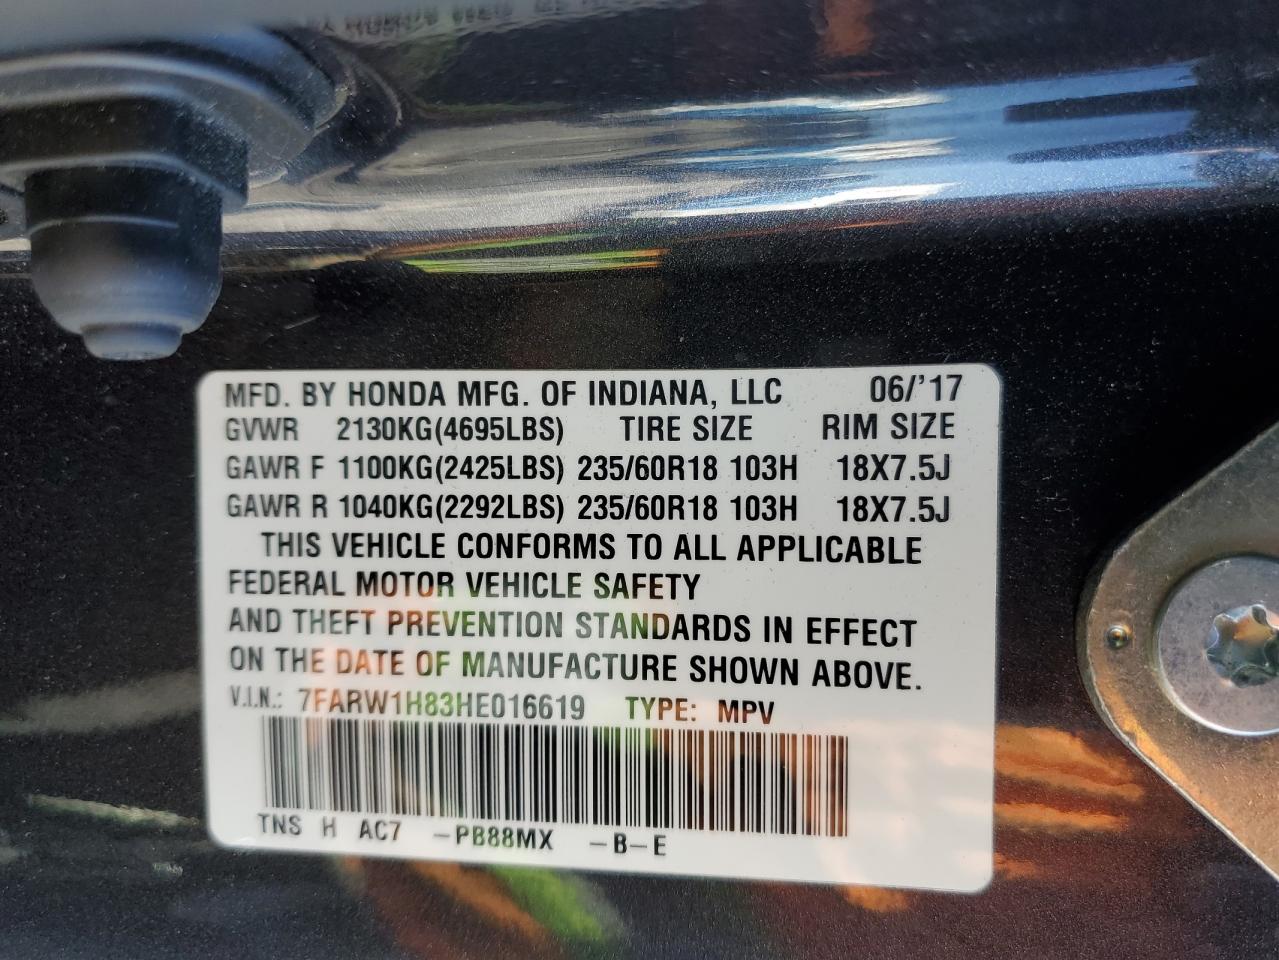 MFD. BY HONDA MFG. OF INDIANA, LLC 06/'17
GVWR 2130KG(4695LBS) TIRE SIZE RIM SIZE
GAWR F 1100KG(2425LBS) 235/60R18 103H 18X7.5J
GAWR R 1040KG(2292LBS) 235/60R18 103H 18X7.5J
THIS VEHICLE CONFORMS TO ALL APPLICABLE
FEDERAL MOTOR VEHICLE SAFETY
AND THEFT PREVENTION STANDARDS IN EFFECT
ON THE DATE OF MANUFACTURE SHOWN ABOVE.
V.I.N.: 7FARW1H83HE016619 TYPE: MPV
TNS H AC7 -PB88MX -B-E